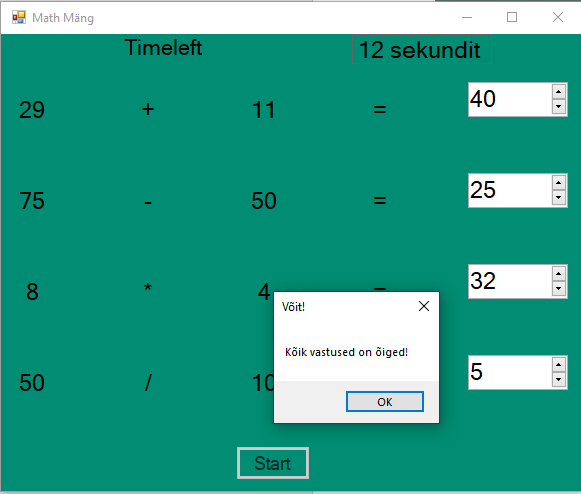 Math Mäng
Timeleft 12 sekundit
29 + 11 = 40
75 - 50 = 25
8 * 4 = 32
Võit!
Kõik vastused on õiged!
50 / 10 5
OK
Start